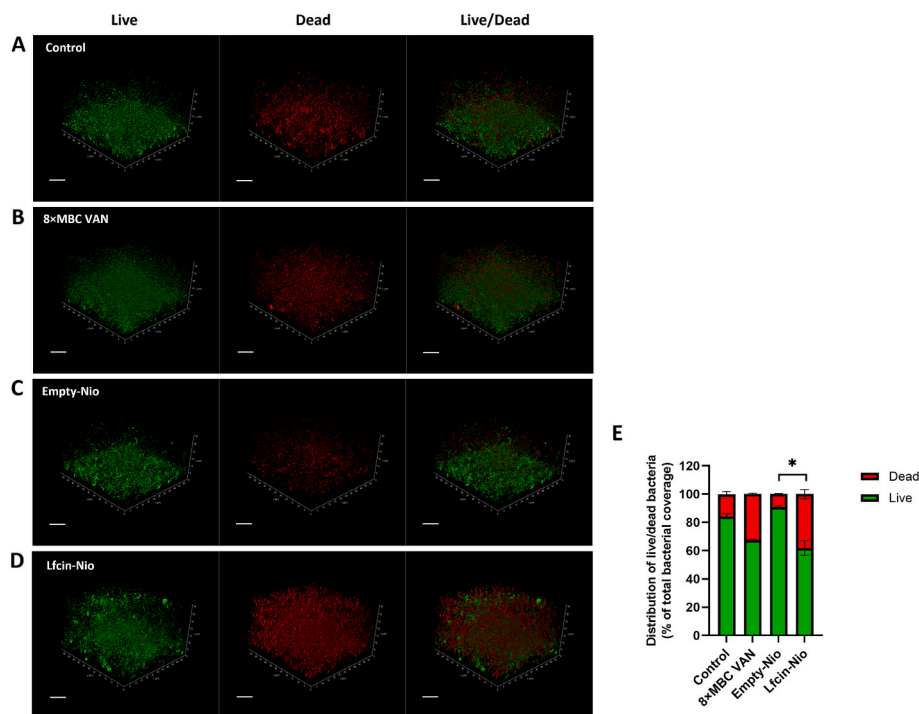 Live Dead Live/Dead
A
Control
B
8×MBC VAN
C
Empty-Nio
D
Lfcin-Nio
E
Distribution of live/dead bacteria
(% of total bacterial coverage)
120
100
80
60
40
20
0
*
Dead
Live
Control
8×MBC VAN
Empty-Nio
Lfcin-Nio